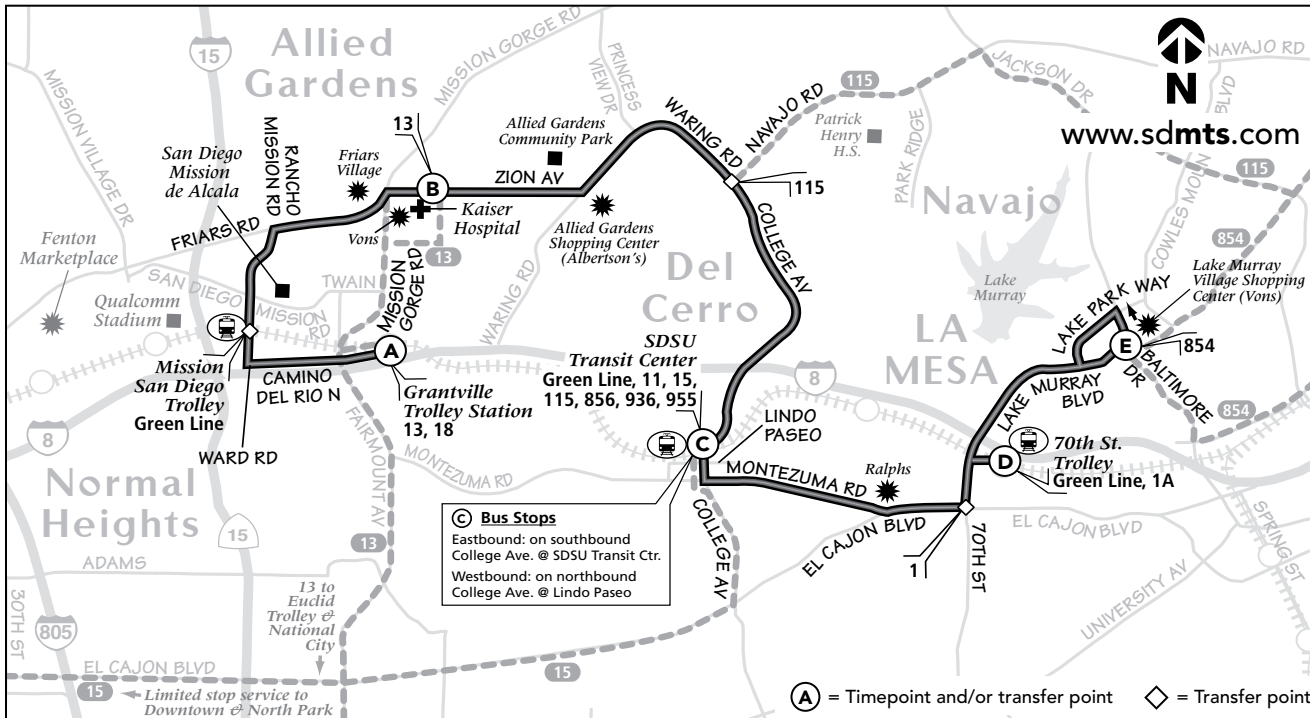 Allied
Gardens
15
MISSION GORGE RD
PRINCESS
VIEW DR
NAVAJO RD
JACKSON DR
N
www.sdmts.com
115
MISSION VILLAGE DR
13
San Diego
Mission
de Alcala
RANCHO
MISSION RD
Friars
Village
Allied Gardens
Community Park
WARING RD
NAVAJO RD
Patrick
Henry
H.S.
PARK RIDGE
BLVD
COWLES MOUN
115
B
ZION AV
115
Navajo
FRIARS RD
Vons
Kaiser
Hospital
Allied Gardens
Shopping Center
(Albertson's)
COLLEGE AV
854
Fenton
Marketplace
13
Del
Cerro
Lake
Murray
Lake Murray
Village Shopping
Center (Vons)
SAN DIEGO MISSION RD
TWAIN
MISSION
GORGE RD
WARING RD
Qualcomm
Stadium
LAKE PARK WAY
LA
MESA
E
854
A
SDSU
Transit Center
Green Line, 11, 15,
115, 856, 936, 955
8
BALTIMORE
DR
Mission
San Diego
Trolley
Green Line
CAMINO
DEL RIO N
Grantville
Trolley Station
13, 18
LAKE MURRAY
BLVD
854
8
WARD RD
FAIRMOUNT AV
LINDO
PASEO
C
D
70th St.
Trolley
Green Line, 1A
MONTEZUMA RD
MONTEZUMA RD
Ralphs
Normal
Heights
SPRING ST
C Bus Stops
Eastbound: on southbound
College Ave. @ SDSU Transit Ctr.
Westbound: on northbound
College Ave. @ Lindo Paseo
COLLEGE AV
EL CAJON BLVD
EL CAJON BLVD
15
13
1
70TH ST
ADAMS
UNIVERSITY AV
30TH ST
805
13 to
Euclid
Trolley &
National
City
EL CAJON BLVD
15
15
Limited stop service to
Downtown & North Park
A = Timepoint and/or transfer point
= Transfer point